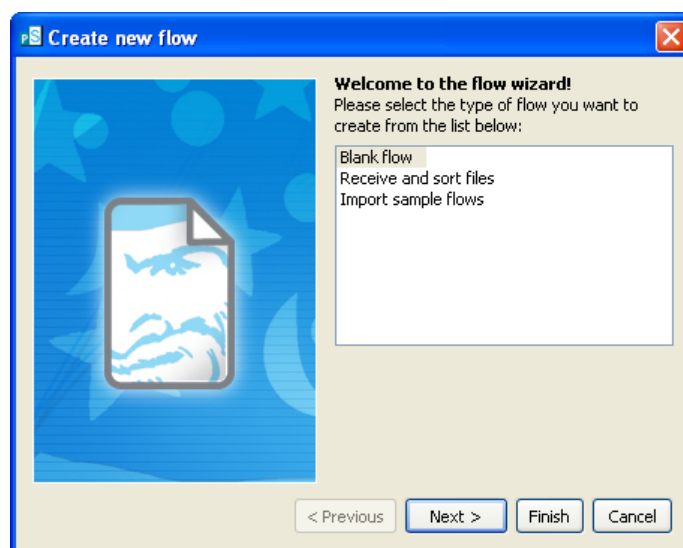 PS Create new flow
Welcome to the flow wizard!
Please select the type of flow you want to
create from the list below:
Blank flow
Receive and sort files
Import sample flows
< Previous Next > Finish Cancel